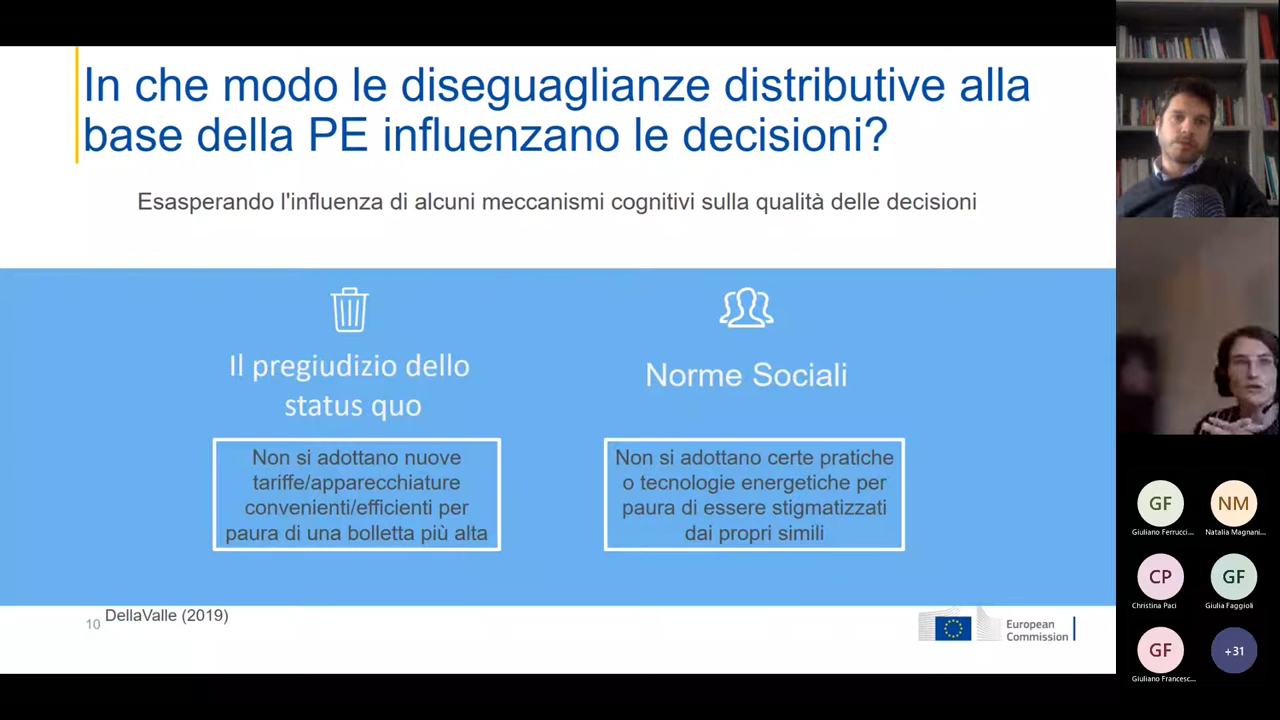 In che modo le diseguaglianze distributive alla
base della PE influenzano le decisioni?
Esasperando l'influenza di alcuni meccanismi cognitivi sulla qualità delle decisioni
Il pregiudizio dello
status quo
Non si adottano nuove
tariffe/apparecchiature
convenienti/efficienti per
paura di una bolletta più alta
Norme Sociali
Non si adottano certe pratiche
o tecnologie energetiche per
paura di essere stigmatizzati
dai propri simili
10
DellaValle (2019)
European
Commission
GF
Giuliano Ferrucci...
NM
Natalia Magnani...
CP
Christina Paci
GF
Giulia Faggioli
GF
Giuliano Francesc...
+31